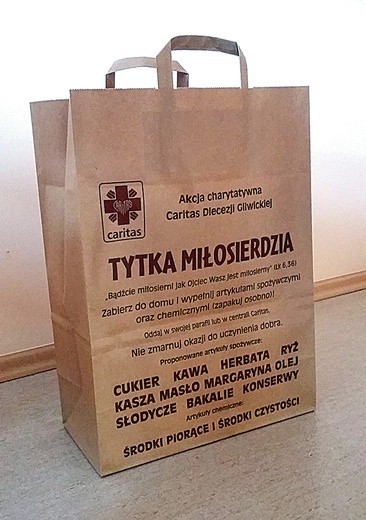 caritas
Akcja charytatywna
Caritas Diecezji Gliwickiej
TYTKA MIŁOSIERDZIA
„Bądźcie miłosierni jak Ojciec Wasz jest miłosierny” (Łk 6,36)
Zabierz do domu i wypełnij artykułami spożywczymi
oraz chemicznymi (zapakuj osobno)!
Oddaj w swojej parafii lub w centrali Caritas.
Nie zmarnuj okazji do uczynienia dobra.
Proponowane artykuły spożywcze:
CUKIER KAWA HERBATA RYŻ
KASZA MASŁO MARGARYNA OLEJ
SŁODYCZE BAKALIE KONSERWY
Artykuły chemiczne:
ŚRODKI PIORĄCE I ŚRODKI CZYSTOŚCI